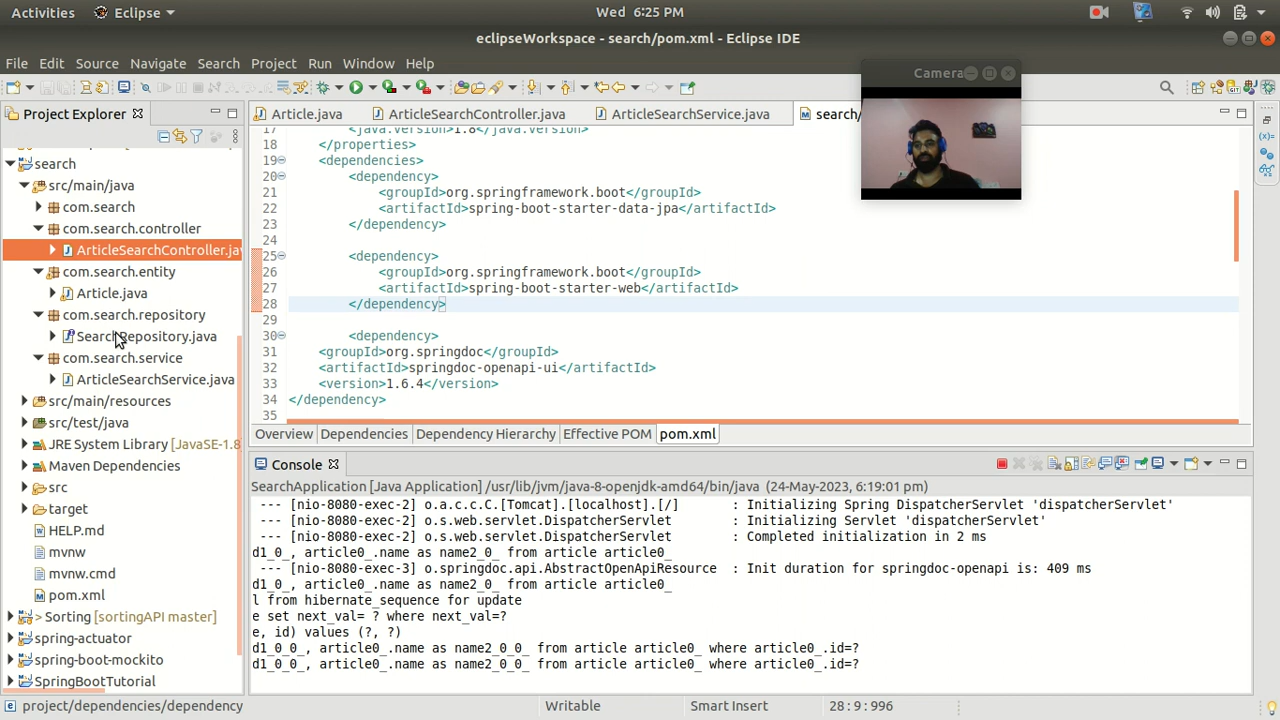 Activities
Eclipse
Wed 6:25 PM
eclipseWorkspace - search/pom.xml - Eclipse IDE
File Edit Source Navigate Search Project Run Window Help
Camera
Project Explorer
Article.java
ArticleSearchController.java
ArticleSearchService.java
search/
search
src/main/java
com.search
com.search.controller
ArticleSearchController.jav
com.search.entity
Article.java
com.search.repository
SearchRepository.java
com.search.service
ArticleSearchService.java
src/main/resources
src/test/java
JRE System Library [JavaSE-1.8
Maven Dependencies
src
target
HELP.md
mvnw
mvnw.cmd
pom.xml
> Sorting [sortingAPI master]
spring-actuator
spring-boot-mockito
SpringBootTutorial
17 <java.version>1.8</java.version>
18 </properties>
19 <dependencies>
20 <dependency>
21 <groupId>org.springframework.boot</groupId>
22 <artifactId>spring-boot-starter-data-jpa</artifactId>
23 </dependency>
24
25 <dependency>
26 <groupId>org.springframework.boot</groupId>
27 <artifactId>spring-boot-starter-web</artifactId>
28 </dependency>
29
30 <dependency>
31 <groupId>org.springdoc</groupId>
32 <artifactId>springdoc-openapi-ui</artifactId>
33 <version>1.6.4</version>
34 </dependency>
35
Overview Dependencies Dependency Hierarchy Effective POM pom.xml
Console
SearchApplication [Java Application] /usr/lib/jvm/java-8-openjdk-amd64/bin/java (24-May-2023, 6:19:01 pm)
--- [nio-8080-exec-2] o.a.c.c.C.[Tomcat].[localhost].[/] : Initializing Spring DispatcherServlet 'dispatcherServlet'
--- [nio-8080-exec-2] o.s.web.servlet.DispatcherServlet : Initializing Servlet 'dispatcherServlet'
--- [nio-8080-exec-2] o.s.web.servlet.DispatcherServlet : Completed initialization in 2 ms
d1_0_, article0_.name as name2_0_ from article article0_
--- [nio-8080-exec-3] o.springdoc.api.AbstractOpenApiResource : Init duration for springdoc-openapi is: 409 ms
d1_0_, article0_.name as name2_0_ from article article0_
l from hibernate_sequence for update
e set next_val= ? where next_val=?
e, id) values (?, ?)
d1_0_0_, article0_.name as name2_0_0_ from article article0_ where article0_.id=?
d1_0_0_, article0_.name as name2_0_0_ from article article0_ where article0_.id=?
project/dependencies/dependency
Writable
Smart Insert
28 : 9 : 996